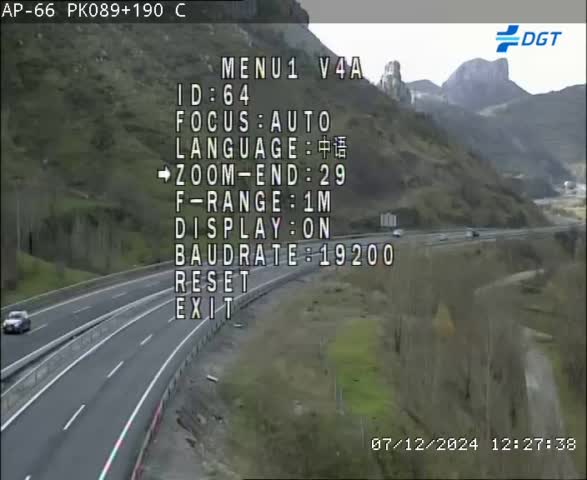 AP-66 PK089+190 C
DGT
MENU1 V4A
ID:64
FOCUS:AUTO
LANGUAGE:中语
ZOOM-END:29
F-RANGE:1M
DISPLAY:ON
BAUDRATE:19200
RESET
EXIT
07/12/2024 12:27:38